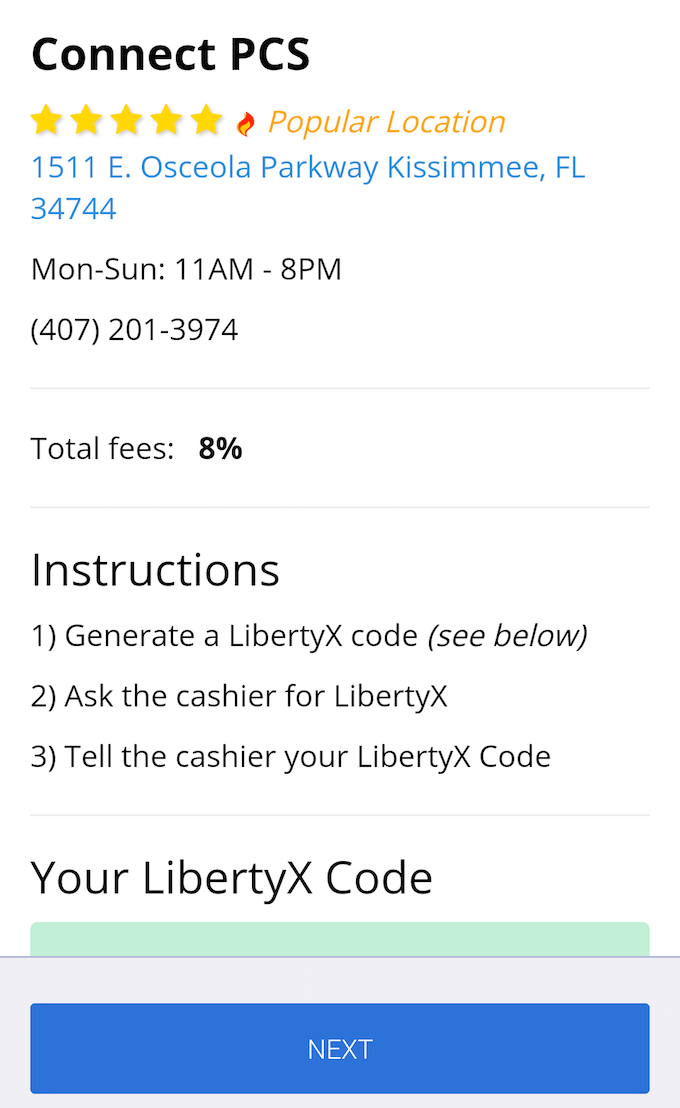 Connect PCS
Popular Location
1511 E. Osceola Parkway Kissimmee, FL
34744
Mon-Sun: 11AM - 8PM
(407) 201-3974
Total fees: 8%
Instructions
1) Generate a LibertyX code (see below)
2) Ask the cashier for LibertyX
3) Tell the cashier your LibertyX Code
Your LibertyX Code
NEXT